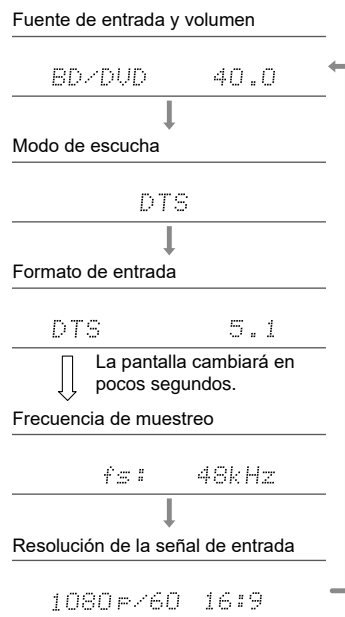 Fuente de entrada y volumen
BD/DVD 40.0
Modo de escucha
DTS
Formato de entrada
DTS 5.1
La pantalla cambiará en
pocos segundos.
Frecuencia de muestreo
fs: 48kHz
Resolución de la señal de entrada
1080p/60 16:9